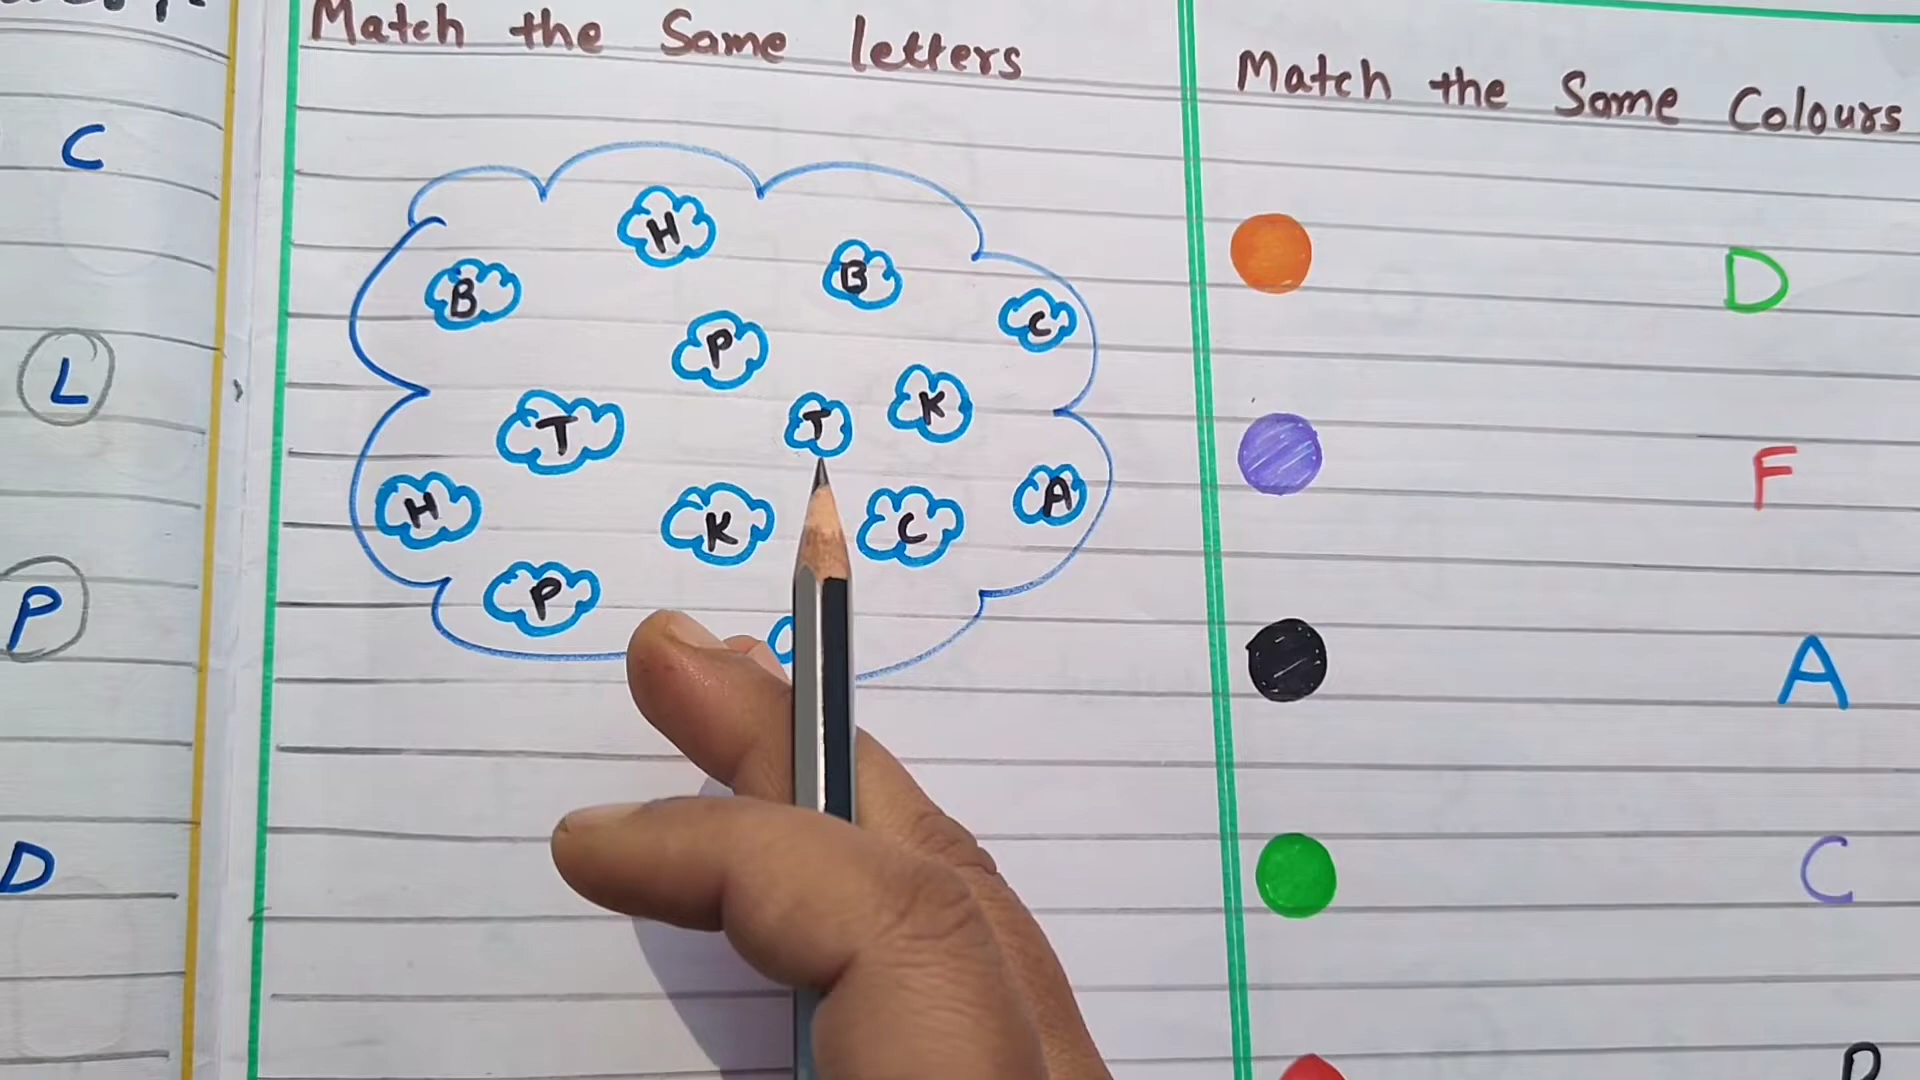 C
L
P
D
Match the Same letters
H
B
B
C
P
K
T
T
A
H
K
C
P
Match the Same Colours
D
F
A
C